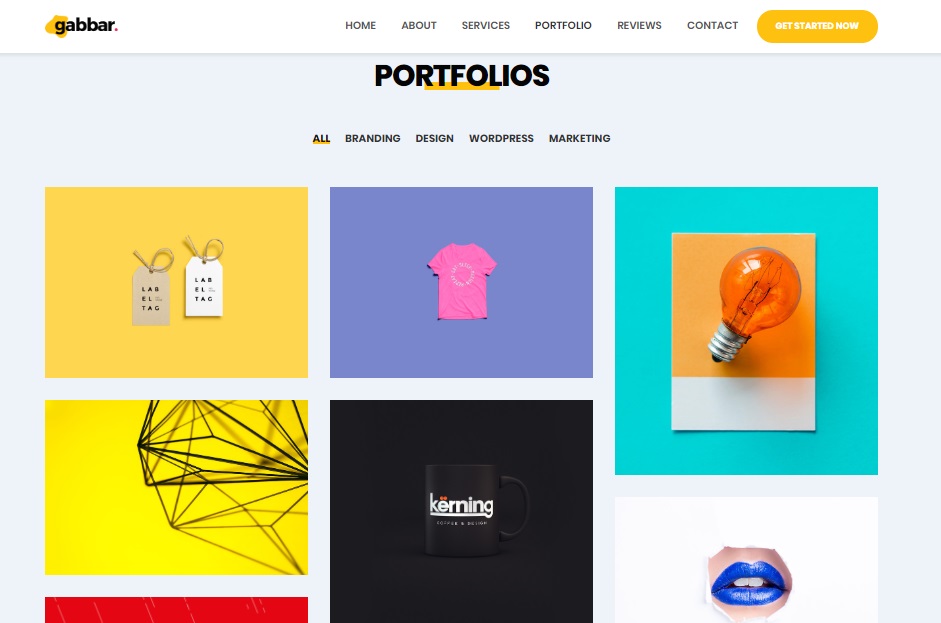 gabbar.
HOME ABOUT SERVICES PORTFOLIO REVIEWS CONTACT GET STARTED NOW
PORTFOLIOS
ALL BRANDING DESIGN WORDPRESS MARKETING
LAB
EL
TAG
LAB
EL
TAG
kërning
COFFEE & DESIGN